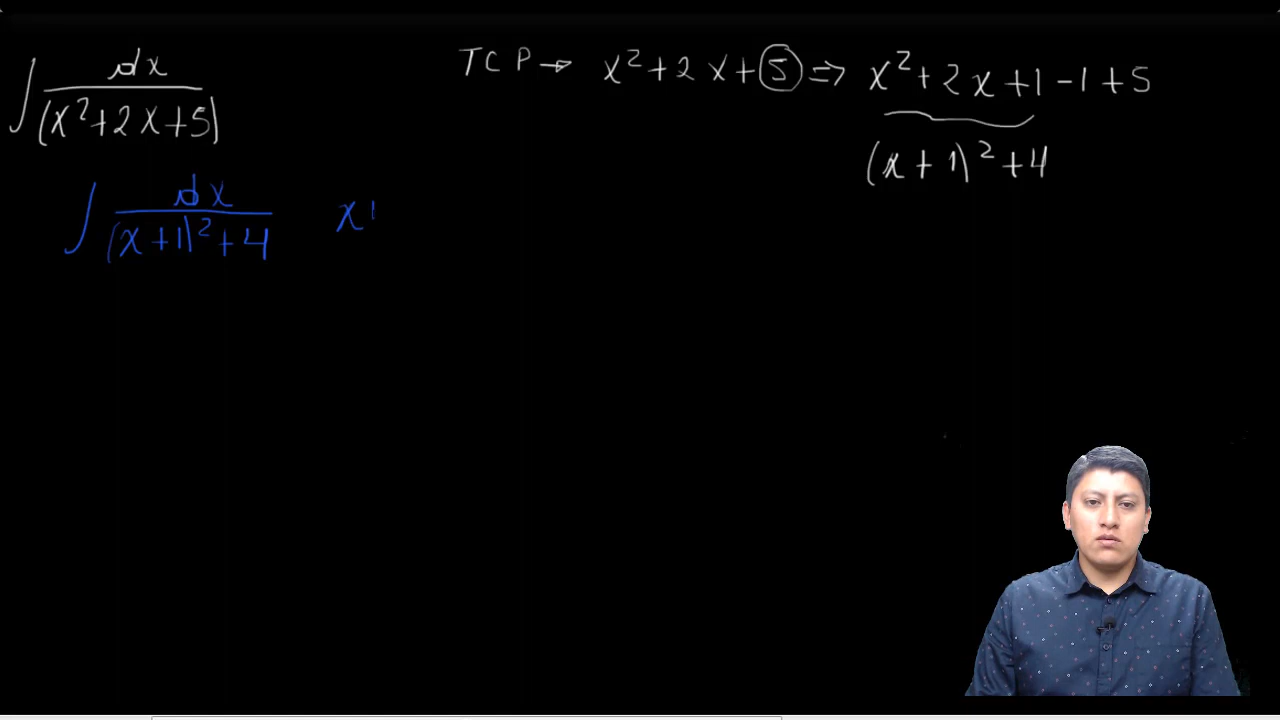 ∫ dx / (x²+2x+5)
TCP → x²+2x+5 ⇒ x²+2x+1-1+5
(x+1)²+4
∫ dx / (x+1)²+4
x